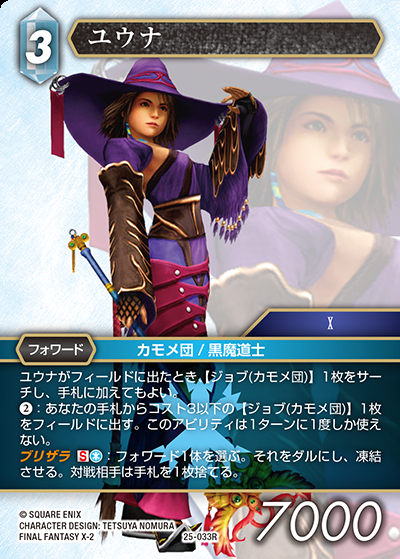 3
ユウナ
X
フォワード
カモメ団 / 黒魔道士
ユウナがフィールドに出たとき、【ジョブ(カモメ団)】1枚をサー
チし、手札に加えてもよい。
❷：あなたの手札からコスト3以下の【ジョブ(カモメ団)】1枚
をフィールドに出す。このアビリティは1ターンに1度しか使
えない。
ブリザラ S 氷：フォワード1体を選ぶ。それをダルにし、凍結
させる。対戦相手は手札を1枚捨てる。
© SQUARE ENIX
CHARACTER DESIGN: TETSUYA NOMURA
FINAL FANTASY X-2
25-033R
7000